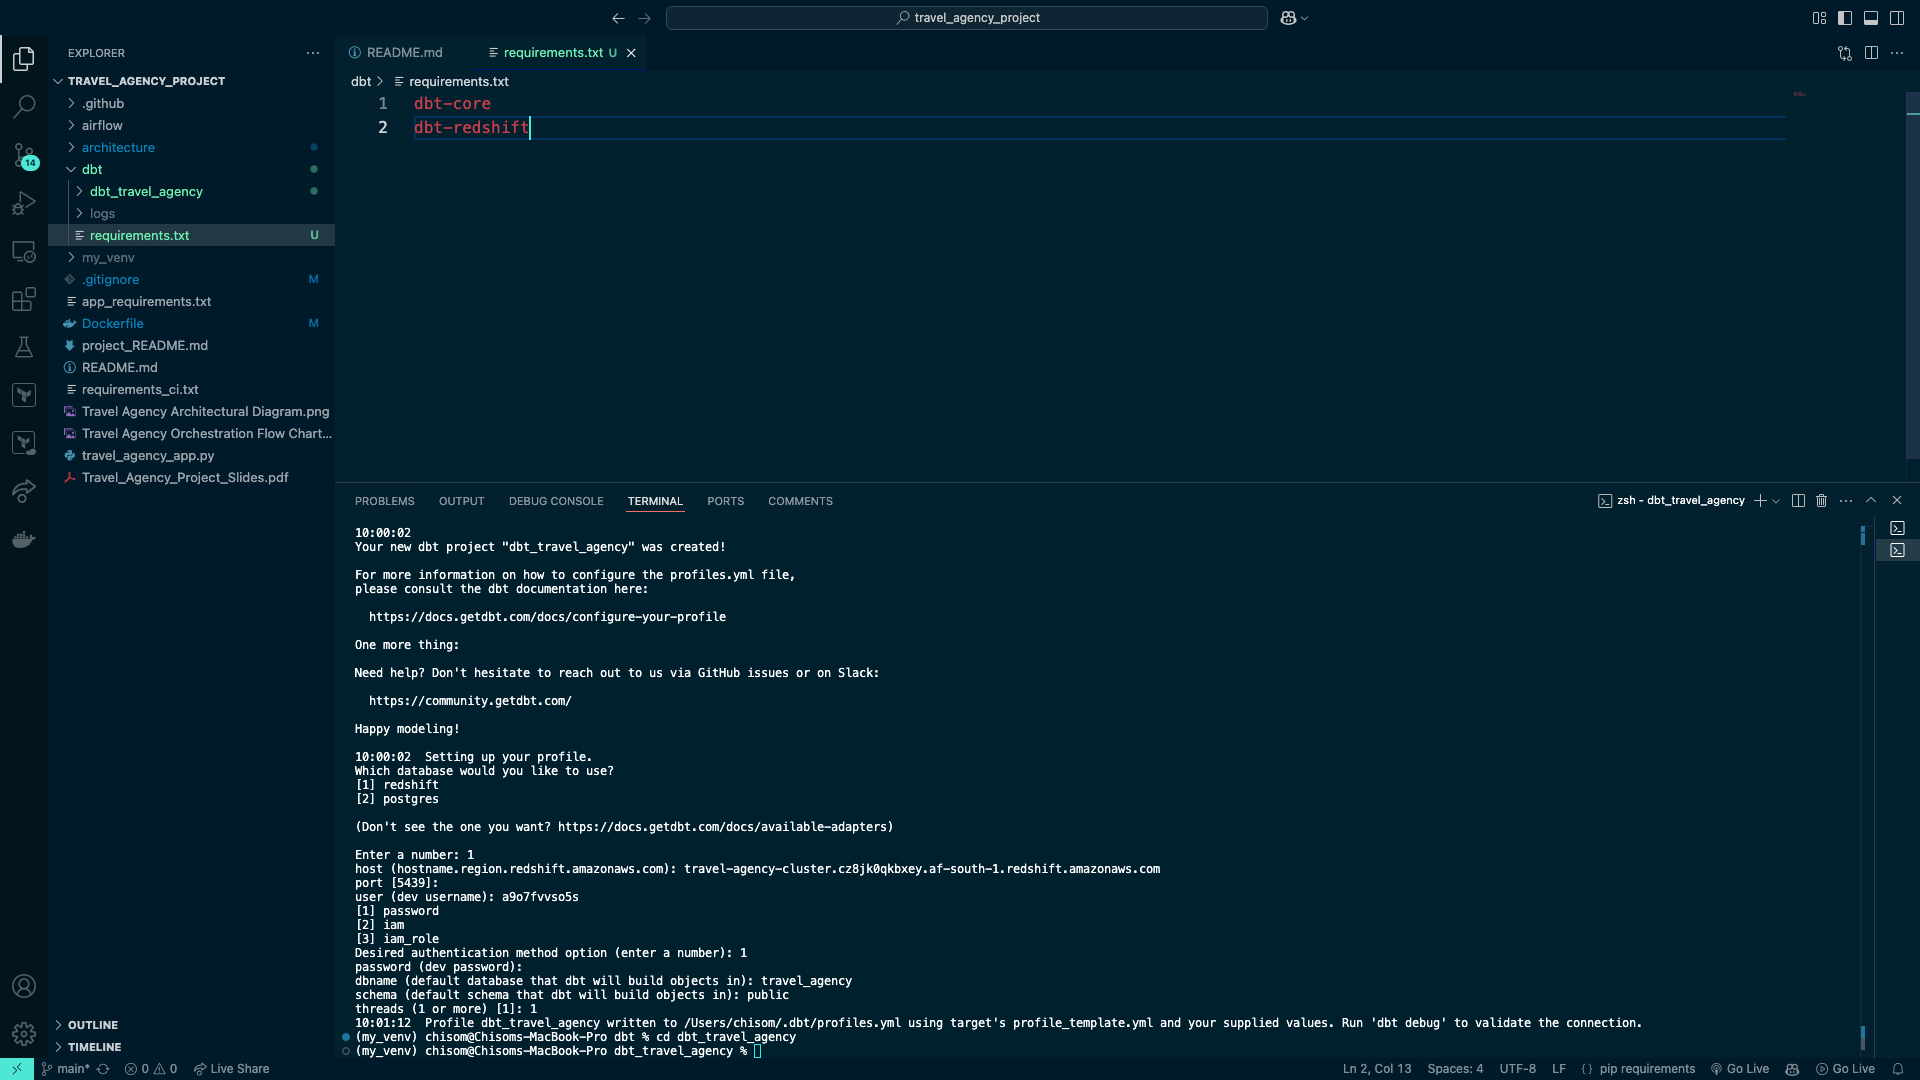 travel_agency_project
EXPLORER
TRAVEL_AGENCY_PROJECT
.github
airflow
architecture
dbt
dbt_travel_agency
logs
requirements.txt U
my_venv
.gitignore M
app_requirements.txt
Dockerfile M
project_README.md
README.md
requirements_ci.txt
Travel Agency Architectural Diagram.png
Travel Agency Orchestration Flow Chart...
travel_agency_app.py
Travel_Agency_Project_Slides.pdf
OUTLINE
TIMELINE
14
README.md
requirements.txt U
dbt > requirements.txt
1 dbt-core
2 dbt-redshift
PROBLEMS OUTPUT DEBUG CONSOLE TERMINAL PORTS COMMENTS
zsh - dbt_travel_agency
10:00:02
Your new dbt project "dbt_travel_agency" was created!
For more information on how to configure the profiles.yml file,
please consult the dbt documentation here:
https://docs.getdbt.com/docs/configure-your-profile
One more thing:
Need help? Don't hesitate to reach out to us via GitHub issues or on Slack:
https://community.getdbt.com/
Happy modeling!
10:00:02  Setting up your profile.
Which database would you like to use?
[1] redshift
[2] postgres
(Don't see the one you want? https://docs.getdbt.com/docs/available-adapters)
Enter a number: 1
host (hostname.region.redshift.amazonaws.com): travel-agency-cluster.cz8jk0qkbxey.af-south-1.redshift.amazonaws.com
port [5439]:
user (dev username): a9o7fvvso5s
[1] password
[2] iam
[3] iam_role
Desired authentication method option (enter a number): 1
password (dev password):
dbname (default database that dbt will build objects in): travel_agency
schema (default schema that dbt will build objects in): public
threads (1 or more) [1]: 1
10:01:12  Profile dbt_travel_agency written to /Users/chisom/.dbt/profiles.yml using target's profile_template.yml and your supplied values. Run 'dbt debug' to validate the connection.
(my_venv) chisom@Chisoms-MacBook-Pro dbt % cd dbt_travel_agency
(my_venv) chisom@Chisoms-MacBook-Pro dbt_travel_agency %
main* 0 0 Live Share
Ln 2, Col 13 Spaces: 4 UTF-8 LF {} pip requirements Go Live Go Live